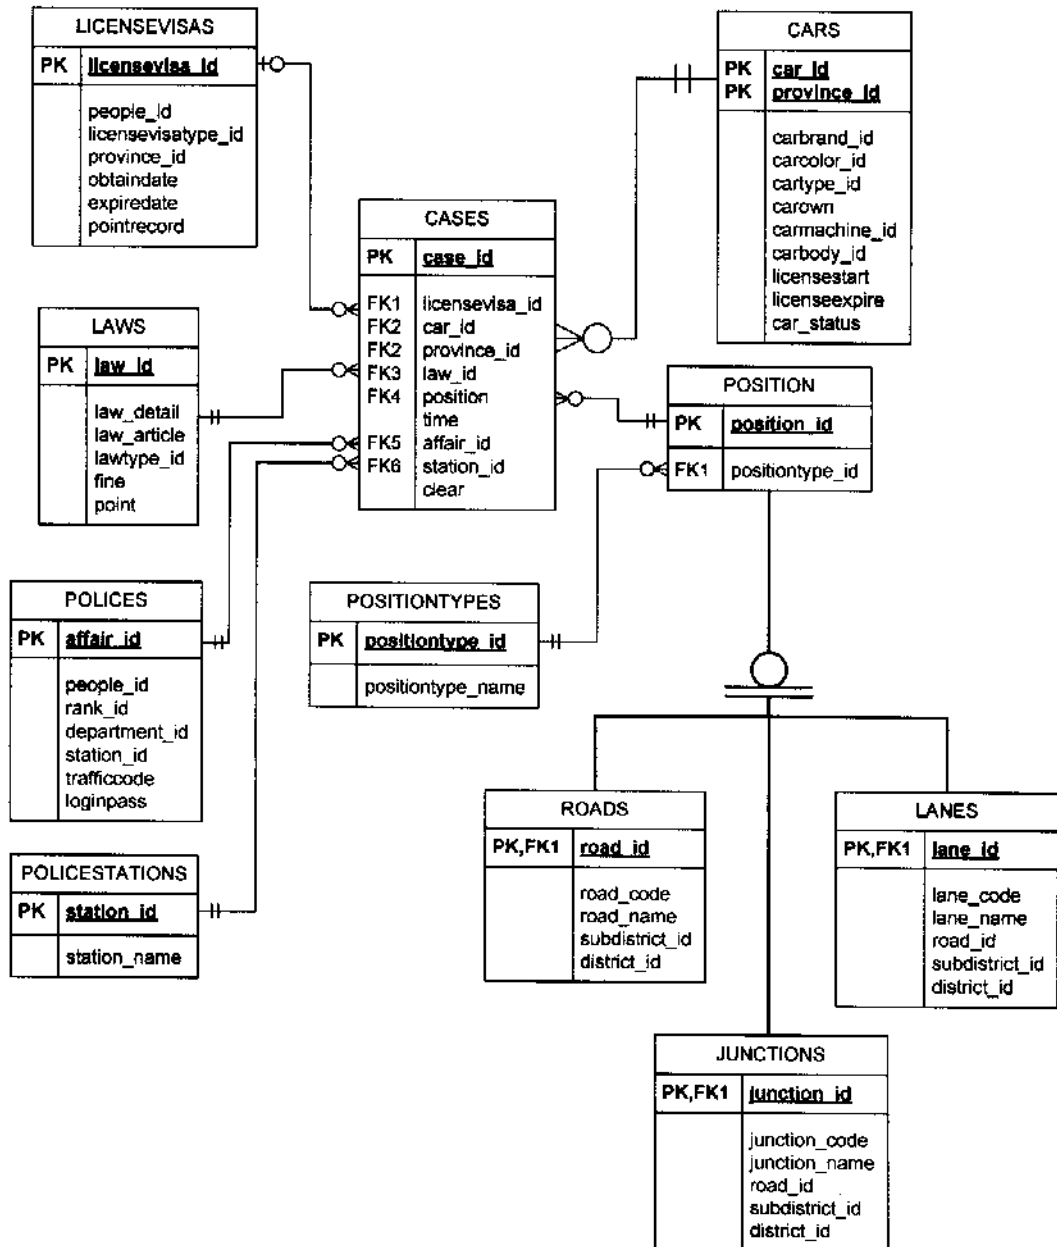 LICENSEVISAS
PK licensevisa_id
people_id
licensevisatype_id
province_id
obtaindate
expiredate
pointrecord
CARS
PK car_id
PK province_id
carbrand_id
carcolor_id
cartype_id
carown
carmachine_id
carbody_id
licensestart
licenseexpire
car_status
CASES
PK case_id
FK1 licensevisa_id
FK2 car_id
FK2 province_id
FK3 law_id
FK4 position
time
FK5 affair_id
FK6 station_id
clear
LAWS
PK law_id
law_detail
law_article
lawtype_id
fine
point
POSITION
PK position_id
FK1 positiontype_id
POLICES
PK affair_id
people_id
rank_id
department_id
station_id
trafficcode
loginpass
POSITIONTYPES
PK positiontype_id
positiontype_name
POLICESTATIONS
PK station_id
station_name
ROADS
PK,FK1 road_id
road_code
road_name
subdistrict_id
district_id
LANES
PK,FK1 lane_id
lane_code
lane_name
road_id
subdistrict_id
district_id
JUNCTIONS
PK,FK1 junction_id
junction_code
junction_name
road_id
subdistrict_id
district_id